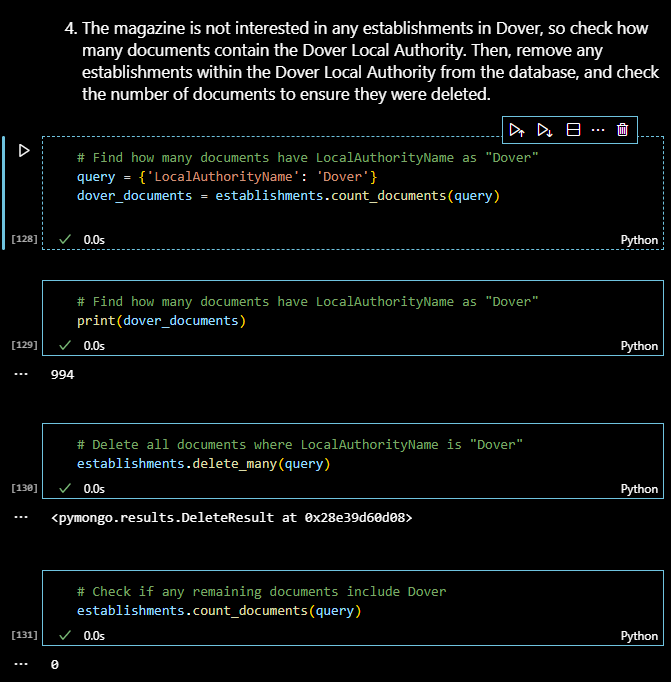 4. The magazine is not interested in any establishments in Dover, so check how
many documents contain the Dover Local Authority. Then, remove any
establishments within the Dover Local Authority from the database, and check
the number of documents to ensure they were deleted.
# Find how many documents have LocalAuthorityName as "Dover"
query = {'LocalAuthorityName': 'Dover'}
dover_documents = establishments.count_documents(query)
[128] ✓ 0.0s Python
# Find how many documents have LocalAuthorityName as "Dover"
print(dover_documents)
[129] ✓ 0.0s Python
... 994
# Delete all documents where LocalAuthorityName is "Dover"
establishments.delete_many(query)
[130] ✓ 0.0s Python
... <pymongo.results.DeleteResult at 0x28e39d60d08>
# Check if any remaining documents include Dover
establishments.count_documents(query)
[131] ✓ 0.0s Python
... 0